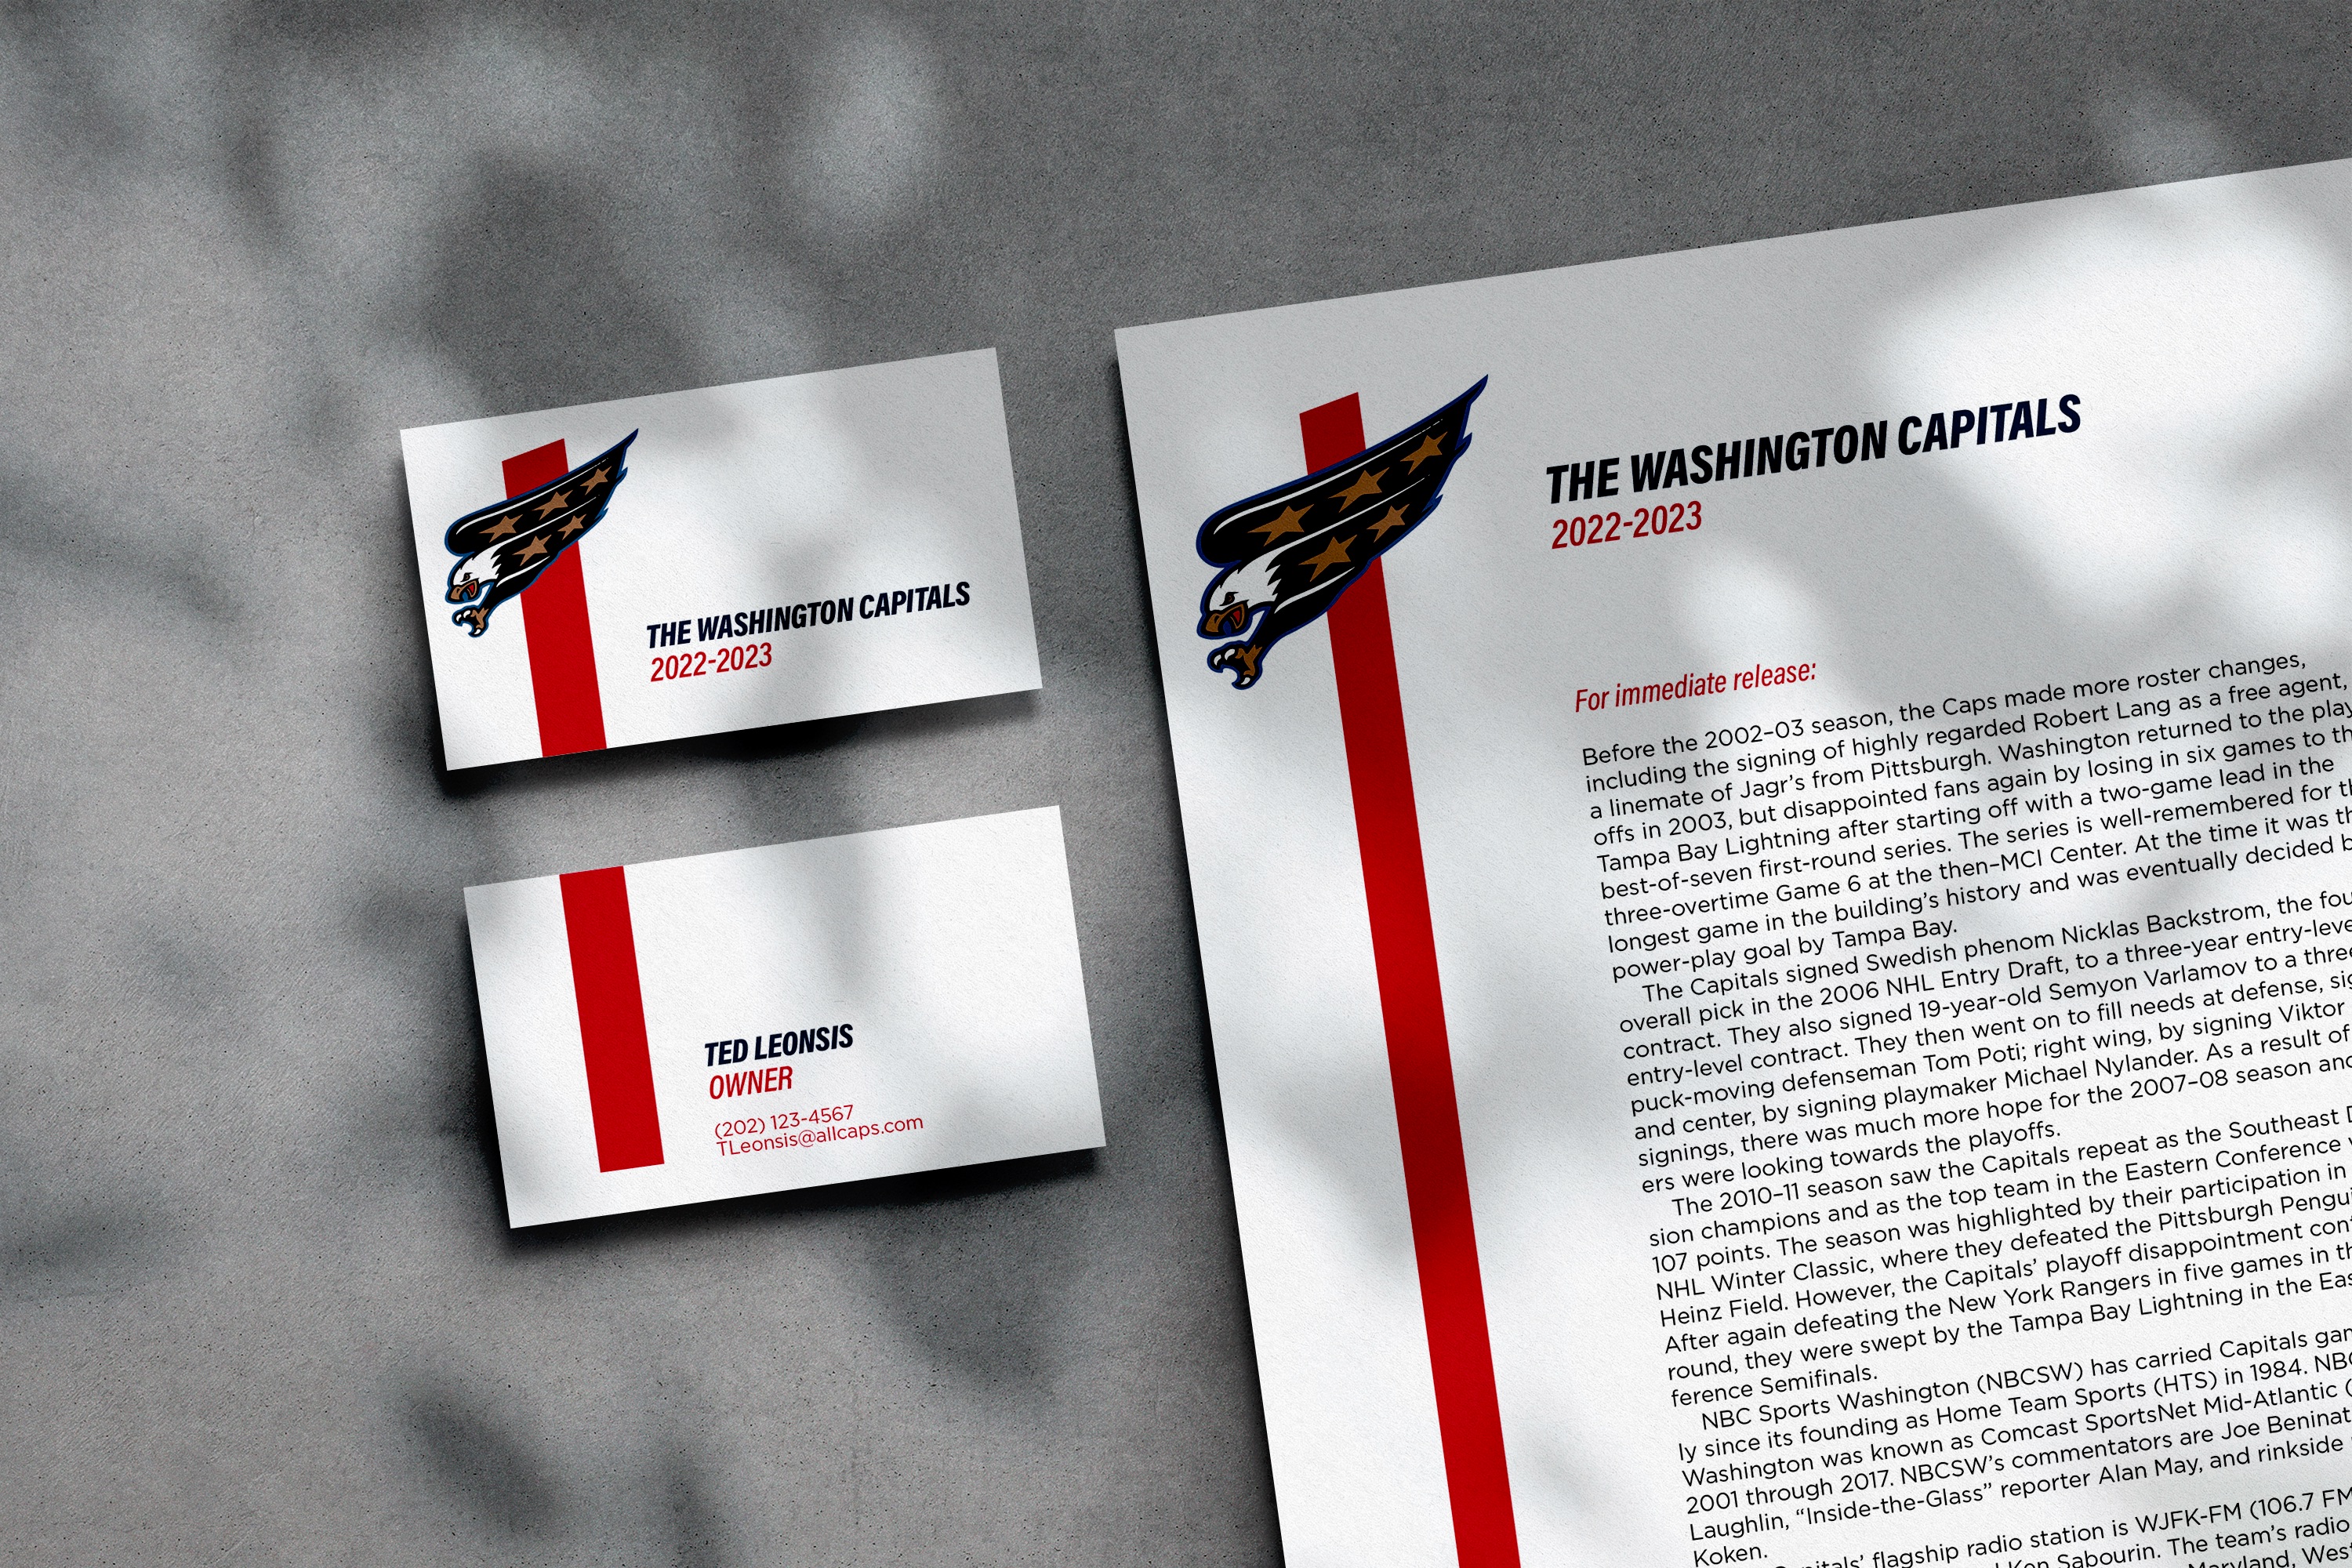 THE WASHINGTON CAPITALS
2022-2023
TED LEONSIS
OWNER
(202) 123-4567
TLeonsis@allcaps.com
THE WASHINGTON CAPITALS
2022-2023
For immediate release:
Before the 2002–03 season, the Caps made more roster changes,
including the signing of highly regarded Robert Lang as a free agent,
a linemate of Jagr’s from Pittsburgh. Washington returned to the play
offs in 2003, but disappointed fans again by losing in six games to
Tampa Bay Lightning after starting off with a two-game lead in the
best-of-seven first-round series. The series is well-remembered for
three-overtime Game 6 at the then–MCI Center. At the time it was
longest game in the building’s history and was eventually decided
power-play goal by Tampa Bay.
The Capitals signed Swedish phenom Nicklas Backstrom, the
overall pick in the 2006 NHL Entry Draft, to a three-year
contract. They also signed 19-year-old Semyon Varlamov to a
entry-level contract. They then went on to fill needs at defense,
puck-moving defenseman Tom Poti; right wing, by signing Viktor
and center, by signing playmaker Michael Nylander. As a result of
signings, there was much more hope for the 2007–08 season
ers were looking towards the playoffs.
The 2010–11 season saw the Capitals repeat as the Southeast
sion champions and as the top team in the Eastern Conference
107 points. The season was highlighted by their participation in
NHL Winter Classic, where they defeated the Pittsburgh
Heinz Field. However, the Capitals’ playoff disappointment
After again defeating the New York Rangers in five games in
round, they were swept by the Tampa Bay Lightning in the
ference Semifinals.
NBC Sports Washington (NBCSW) has carried Capitals
ly since its founding as Home Team Sports (HTS) in 1984.
Washington was known as Comcast SportsNet Mid-Atlantic
2001 through 2017. NBCSW’s commentators are Joe
Laughlin, “Inside-the-Glass” reporter Alan May, and rinkside
Koken.
flagship radio station is WJFK-FM (106.7 FM
Ken Sabourin. The team’s radio